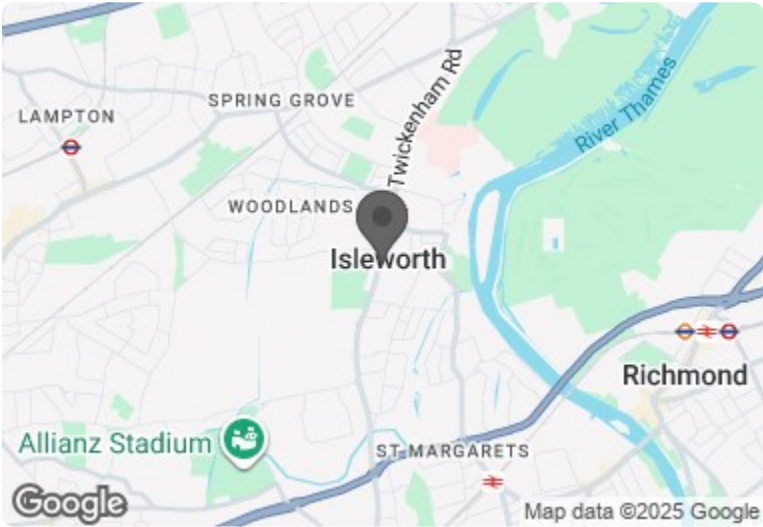 SPRING GROVE
LAMPTON
Twickenham Rd
River Thames
WOODLANDS
Isleworth
Richmond
Allianz Stadium
ST MARGARETS
Google
Map data ©2025 Google